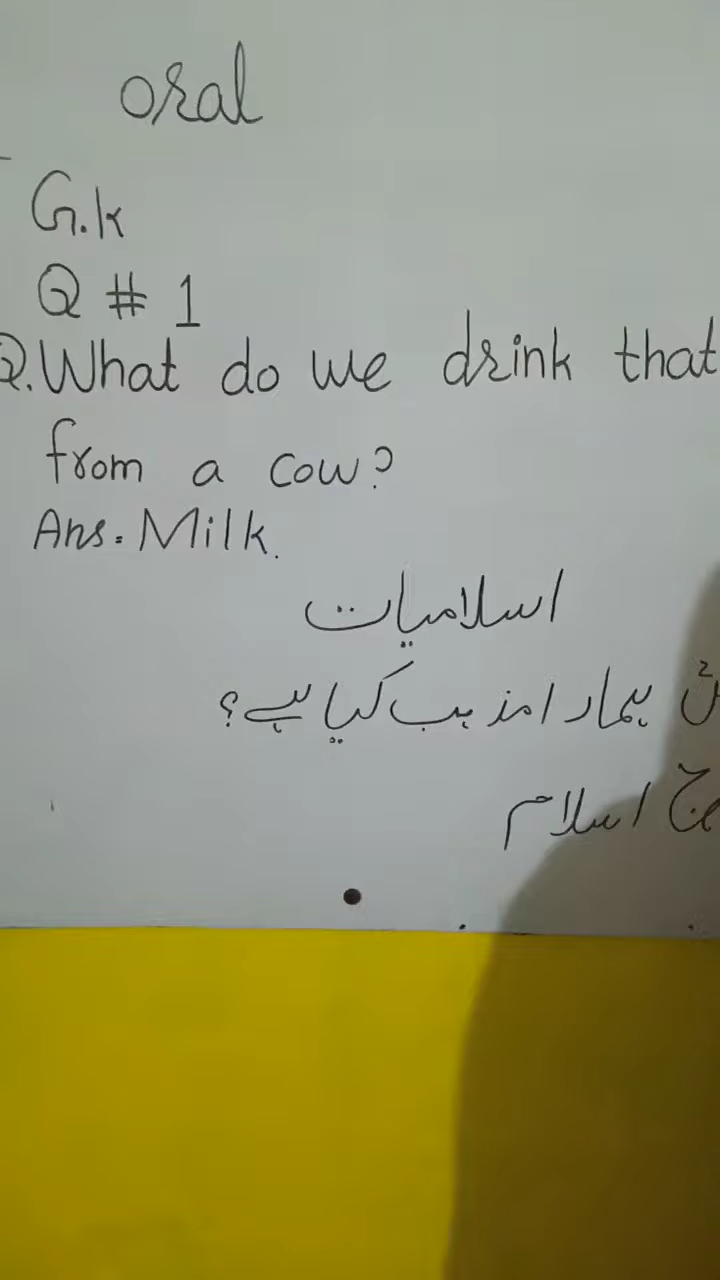 oral
G.k
Q # 1
Q. What do we drink that
from a cow?
Ans. Milk.
اسلامیات
س ہمارا مذہب کیا ہے؟
ج اسلام